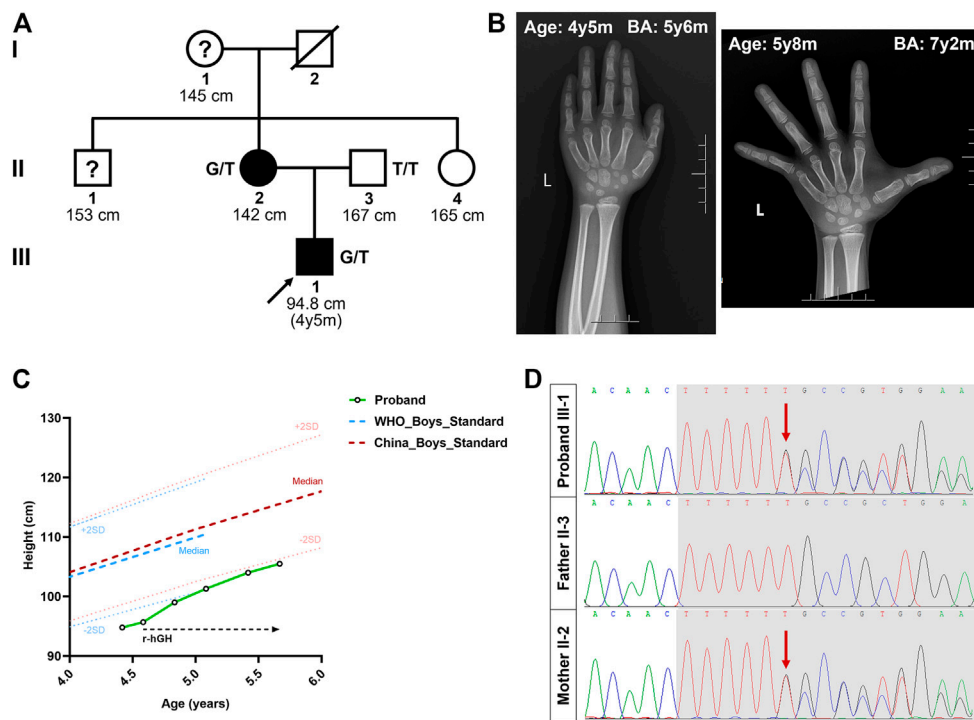 A
I
?
1
145 cm
2
II
?
1
153 cm
G/T
2
142 cm
3
167 cm
T/T
4
165 cm
III
G/T
1
94.8 cm
(4y5m)
B
Age: 4y5m BA: 5y6m
L
Age: 5y8m BA: 7y2m
L
C
Proband
WHO_Boys_Standard
China_Boys_Standard
130
120
110
100
90
Height (cm)
+2SD
Median
-2SD
+2SD
Median
-2SD
r-hGH
4.0 4.5 5.0 5.5 6.0
Age (years)
D
Proband III-1
A C A A C T T T T T T G C C G T G G A A
Father II-3
A C A A C T T T T T T G C C G C T G G A
Mother II-2
A C A A C T T T T T T G C C G T G G A A